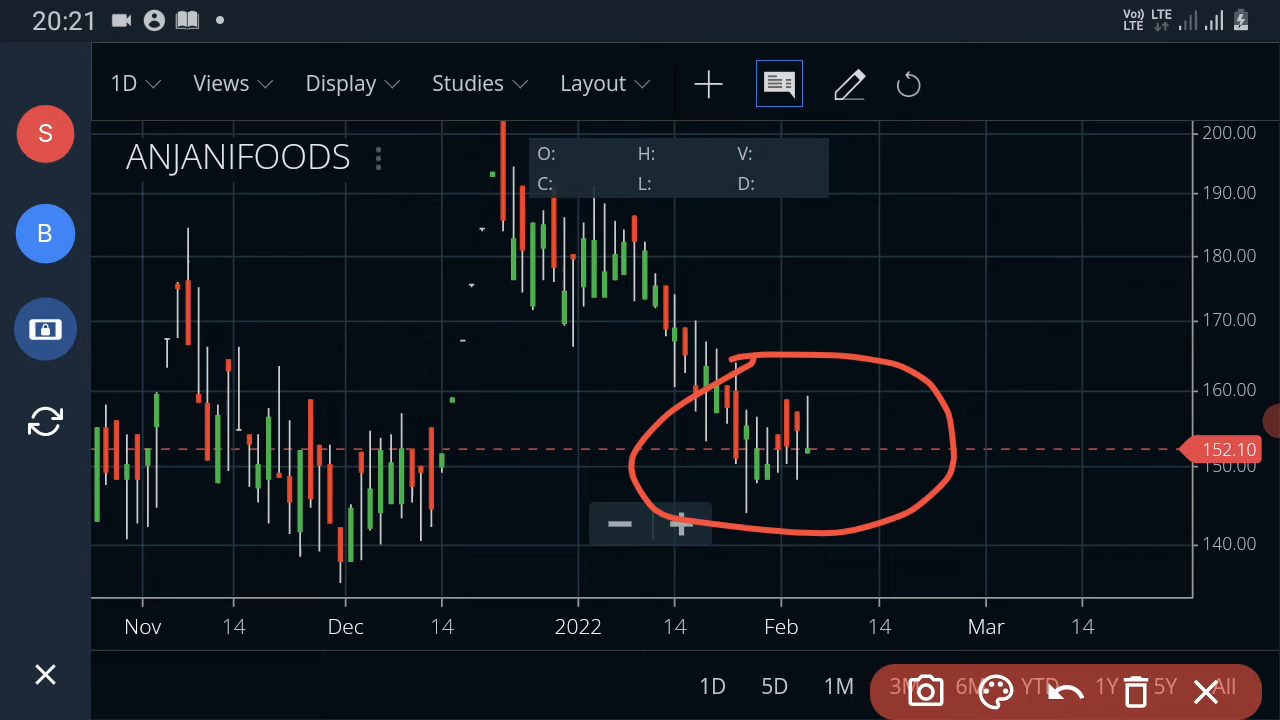 20:21
Vo)) LTE
LTE
1D Views Display Studies Layout
S
B
ANJANIFOODS
O: H: V:
C: L: D:
200.00
190.00
180.00
170.00
160.00
152.10
150.00
140.00
Nov 14 Dec 14 2022 14 Feb 14 Mar 14
1D 5D 1M 3M 6M YTD 1Y 5Y All